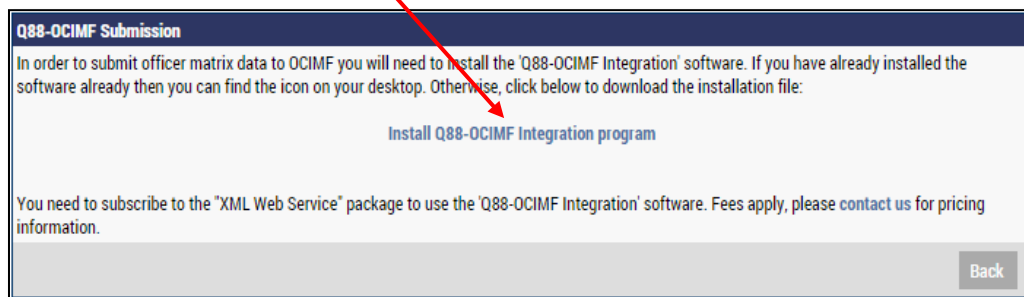 Q88-OCIMF Submission
In order to submit officer matrix data to OCIMF you will need to install the 'Q88-OCIMF Integration' software. If you have already installed the
software already then you can find the icon on your desktop. Otherwise, click below to download the installation file:
Install Q88-OCIMF Integration program
You need to subscribe to the "XML Web Service" package to use the 'Q88-OCIMF Integration' software. Fees apply, please contact us for pricing
information.
Back